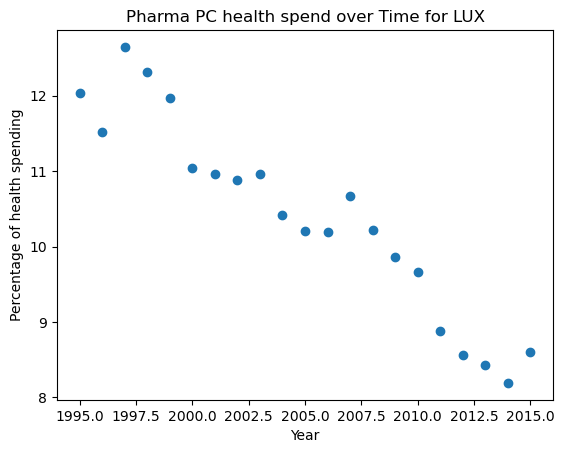 Pharma PC health spend over Time for LUX
Percentage of health spending
12
11
10
9
8
1995.0 1997.5 2000.0 2002.5 2005.0 2007.5 2010.0 2012.5 2015.0
Year